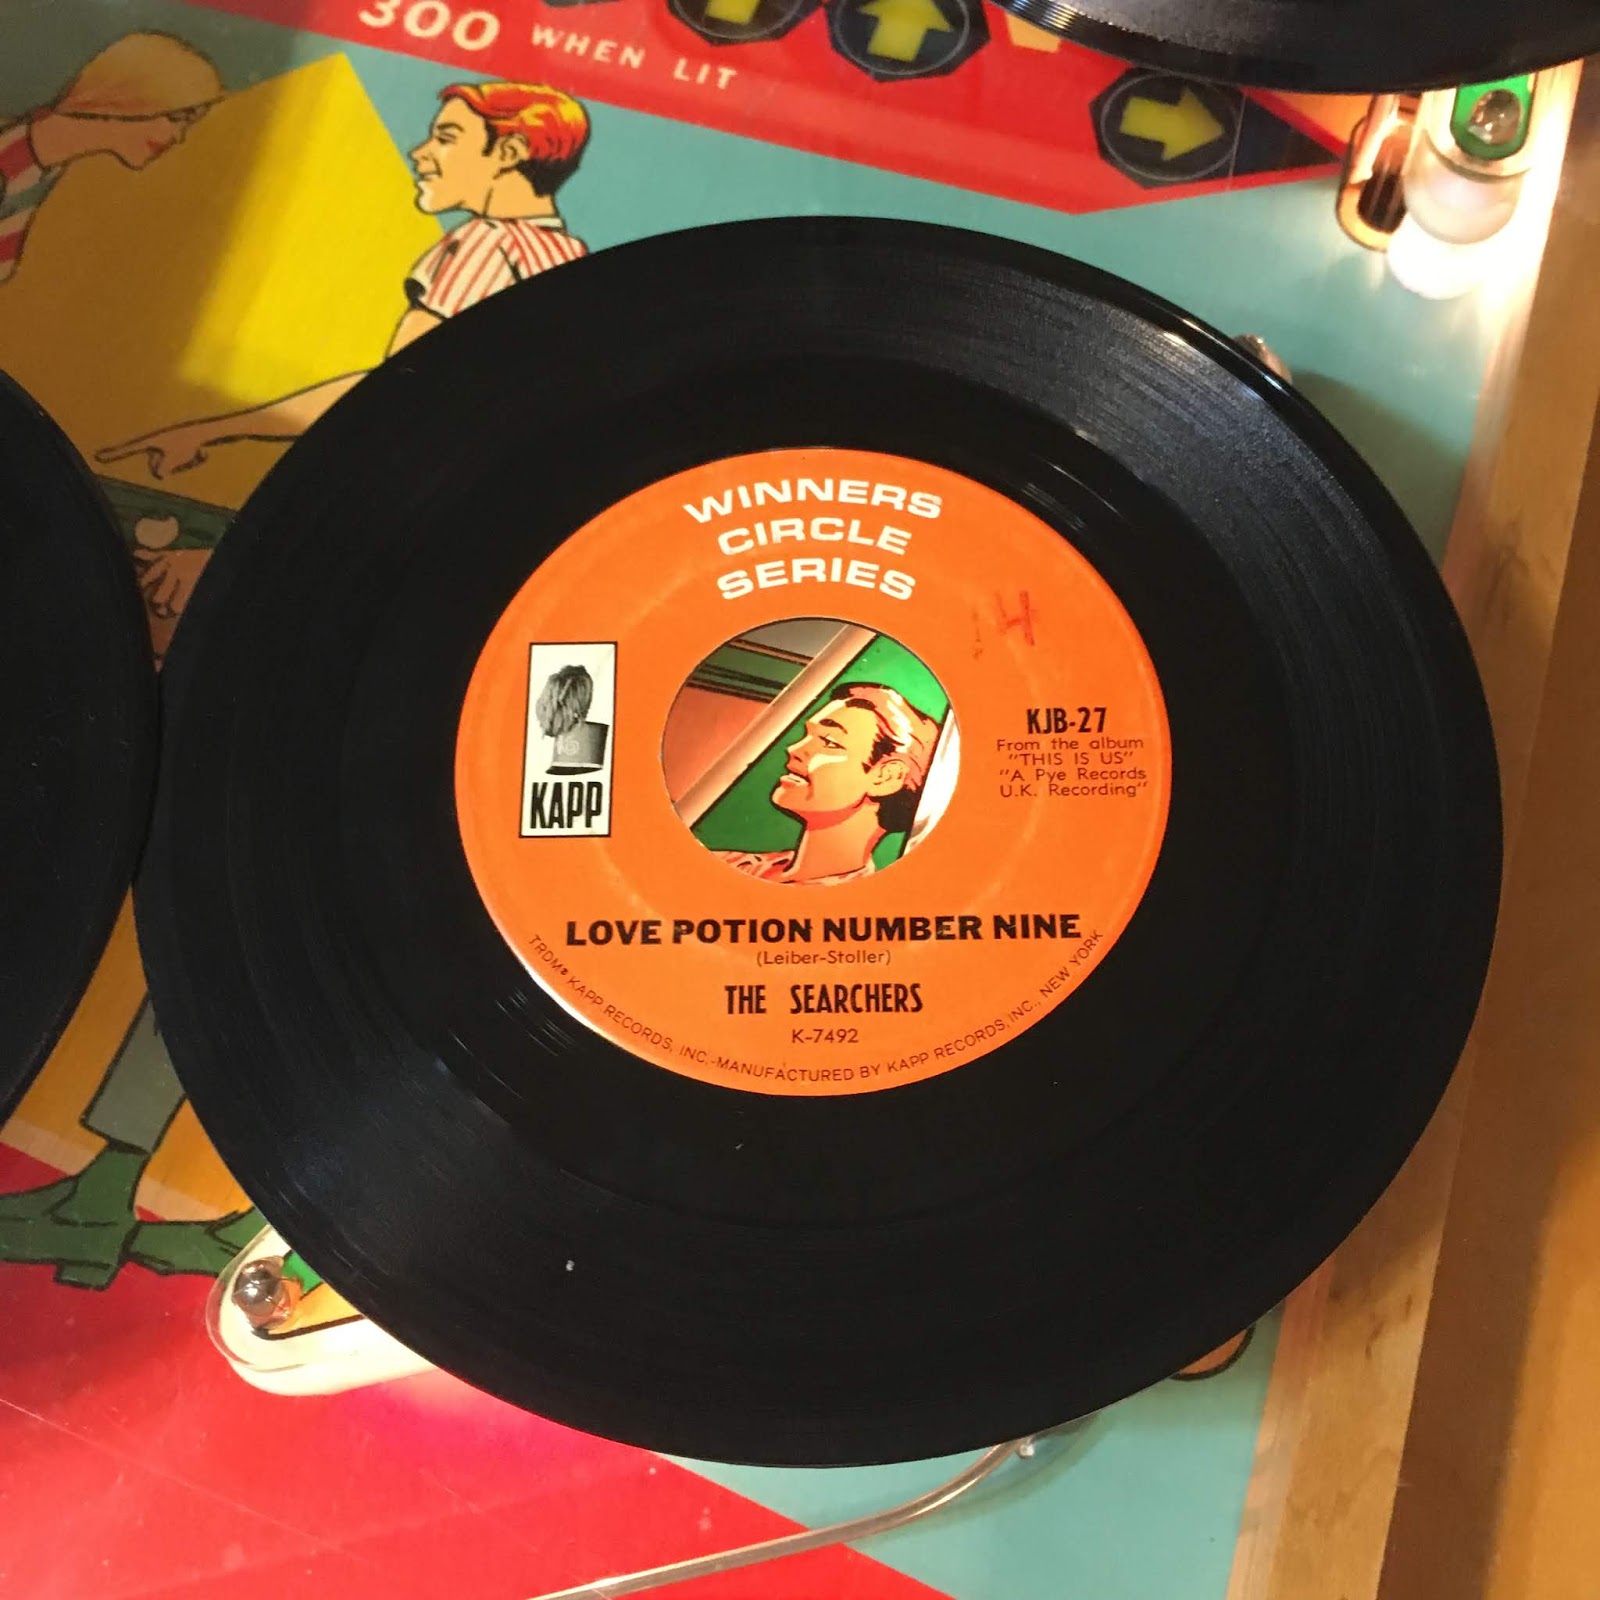 300 WHEN LIT
WINNERS
CIRCLE
SERIES
14
KAPP
KJB-27
From the album
"THIS IS US"
"A Pye Records
U.K. Recording"
LOVE POTION NUMBER NINE
(Leiber-Stoller)
THE SEARCHERS
K-7492
TRDM® KAPP RECORDS, INC.-MANUFACTURED BY KAPP RECORDS, INC., NEW YORK